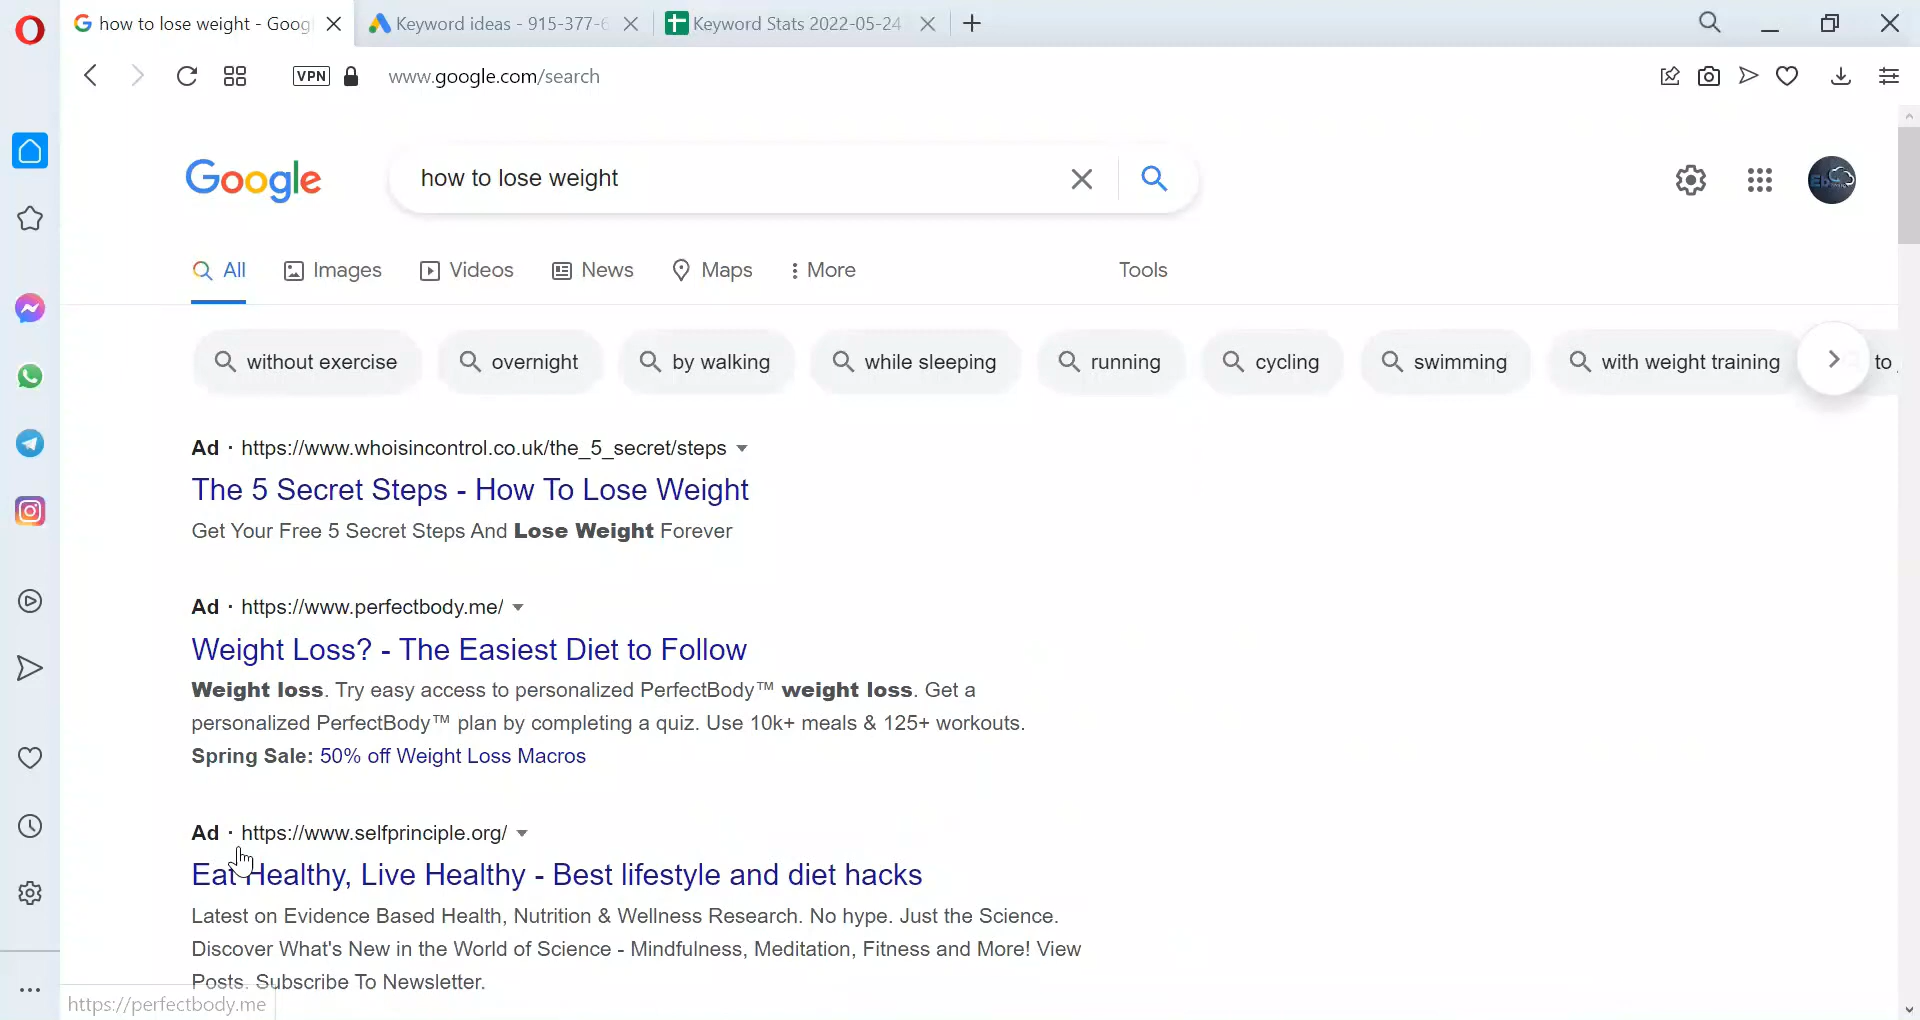 how to lose weight - Goog
Keyword ideas - 915-377-6
Keyword Stats 2022-05-24
VPN
www.google.com/search
Google
how to lose weight
All
Images
Videos
News
Maps
More
Tools
without exercise
overnight
by walking
while sleeping
running
cycling
swimming
with weight training
to
Ad · https://www.whoisincontrol.co.uk/the_5_secret/steps
The 5 Secret Steps - How To Lose Weight
Get Your Free 5 Secret Steps And Lose Weight Forever
Ad · https://www.perfectbody.me/
Weight Loss? - The Easiest Diet to Follow
Weight loss. Try easy access to personalized PerfectBody™ weight loss. Get a
personalized PerfectBody™ plan by completing a quiz. Use 10k+ meals & 125+ workouts.
Spring Sale: 50% off Weight Loss Macros
Ad · https://www.selfprinciple.org/
Eat Healthy, Live Healthy - Best lifestyle and diet hacks
Latest on Evidence Based Health, Nutrition & Wellness Research. No hype. Just the Science.
Discover What's New in the World of Science - Mindfulness, Meditation, Fitness and More! View
Posts. Subscribe To Newsletter.
https://perfectbody.me